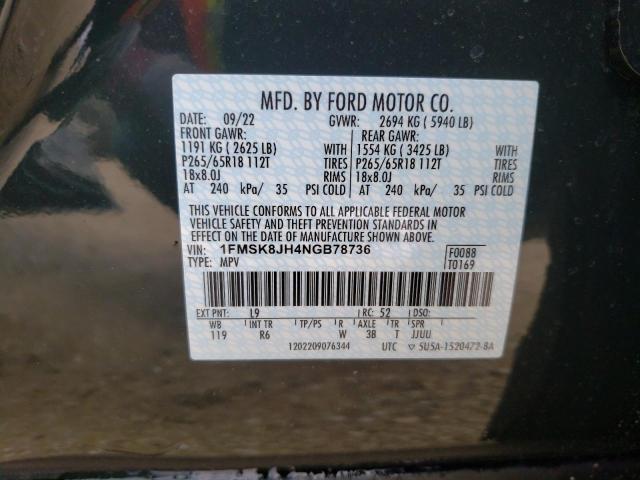 MFD. BY FORD MOTOR CO.
DATE: 09/22 GVWR: 2694 KG ( 5940 LB)
FRONT GAWR: REAR GAWR:
1191 KG ( 2625 LB) WITH 1554 KG ( 3425 LB) WITH
P265/65R18 112T TIRES P265/65R18 112T TIRES
18x8.0J RIMS 18x8.0J RIMS
AT 240 kPa/ 35 PSI COLD AT 240 kPa/ 35 PSI COLD
THIS VEHICLE CONFORMS TO ALL APPLICABLE FEDERAL MOTOR
VEHICLE SAFETY AND THEFT PREVENTION STANDARDS IN
EFFECT ON THE DATE OF MANUFACTURE SHOWN ABOVE.
VIN: 1FMSK8JH4NGB78736 F0088
TYPE: MPV T0169
EXT PNT: L9 RC: 52 DSO:
WB INT TR TP/PS R AXLE TR SPR
119 R6 W 3B T JJUU
1202209076344 UTC ▽ 5U5A-1520472-BA